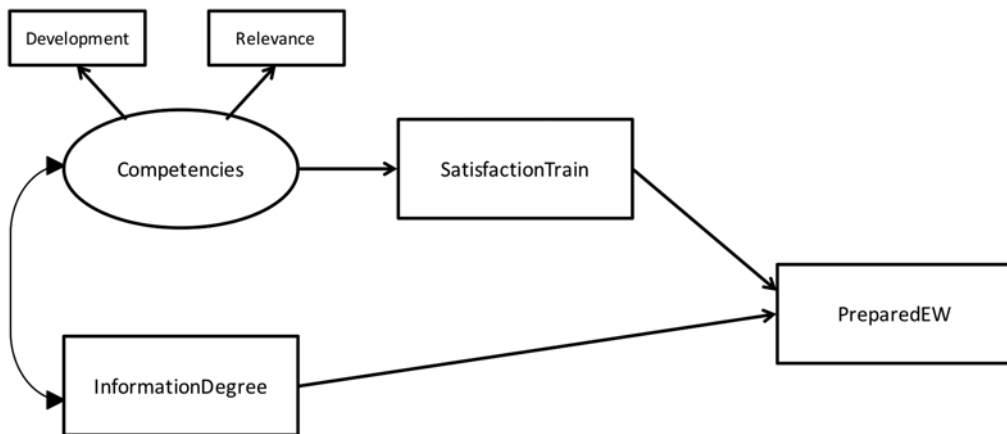 Development
Relevance
Competencies
SatisfactionTrain
PreparedEW
InformationDegree